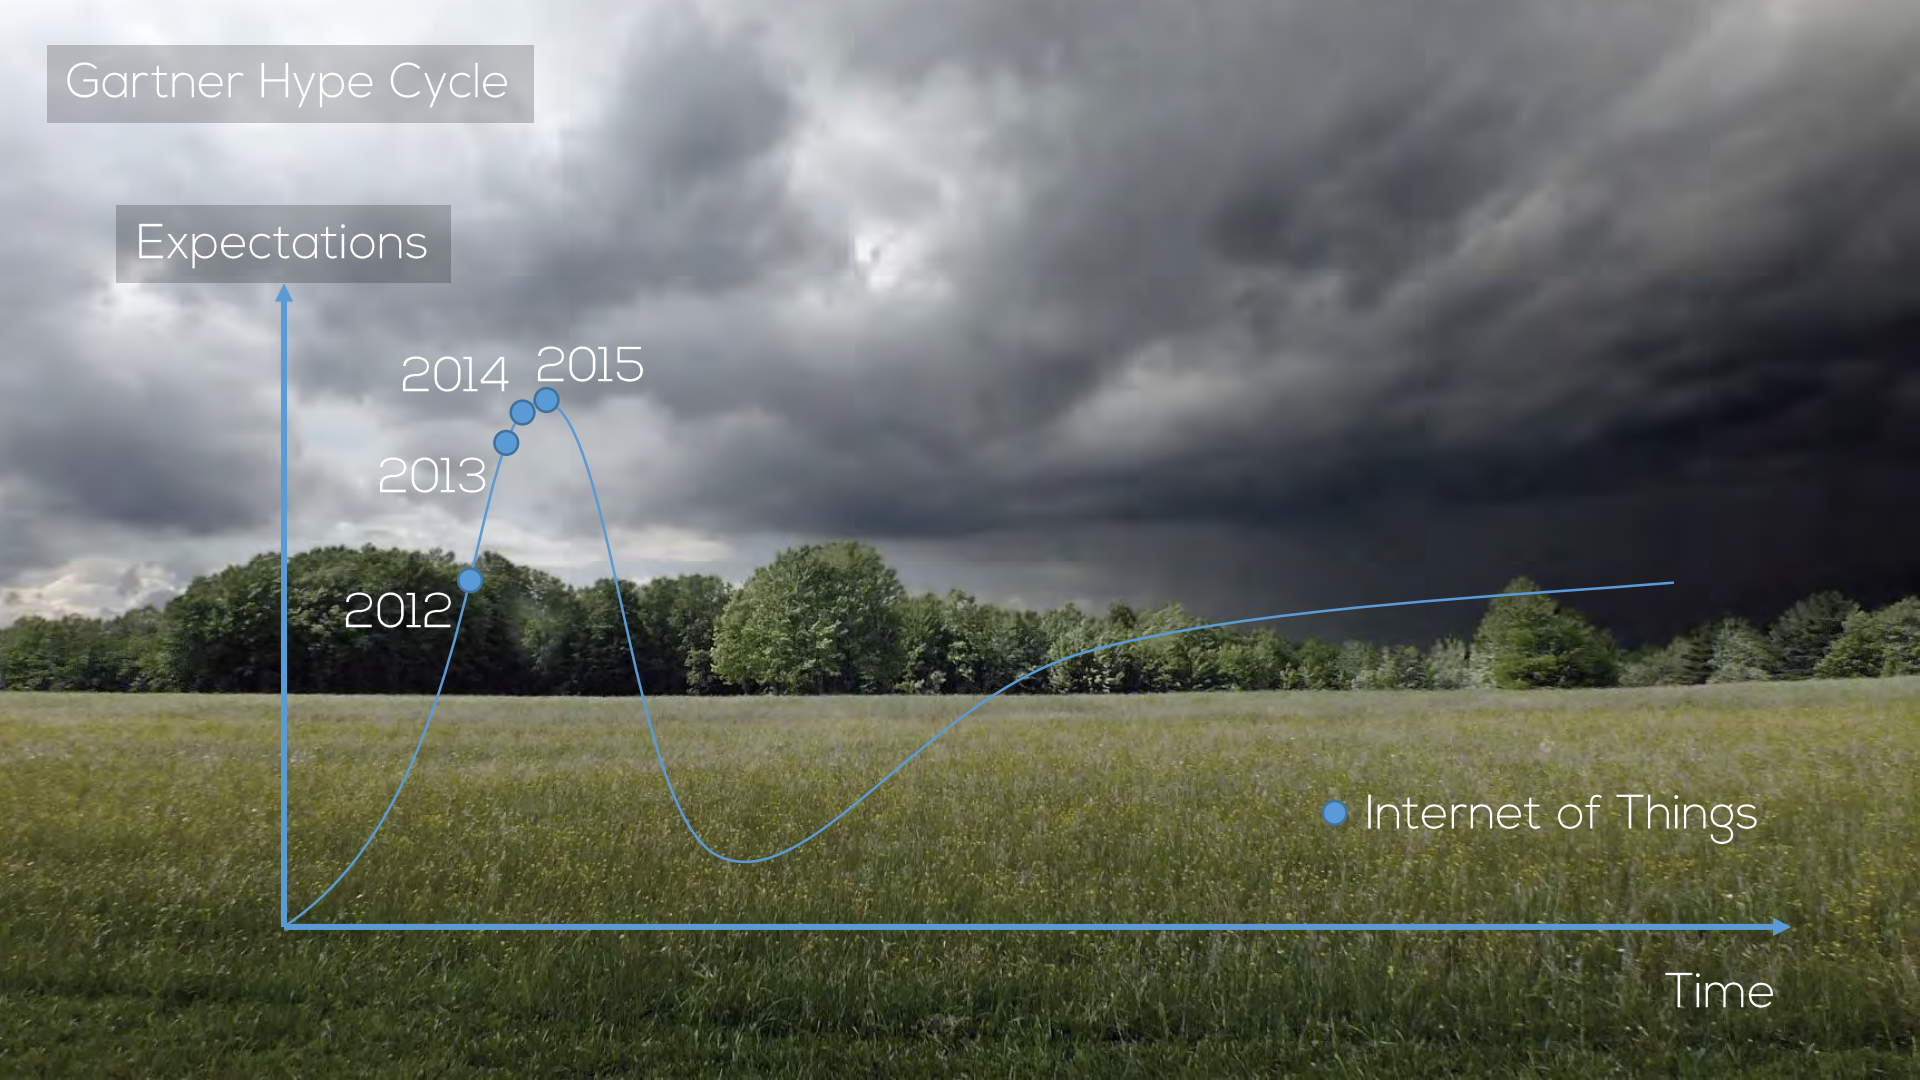 Gartner Hype Cycle
Expectations
2014
2015
2013
2012
Internet of Things
Time